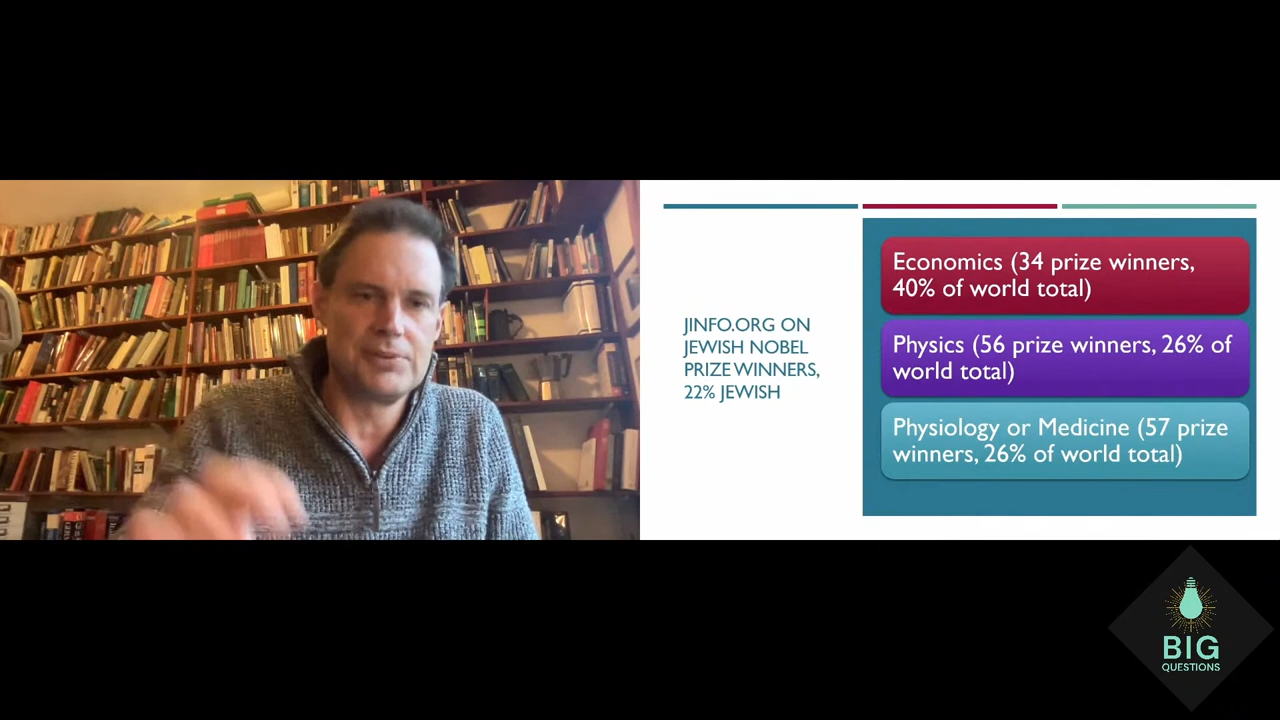 JINFO.ORG ON
JEWISH NOBEL
PRIZE WINNERS,
22% JEWISH
Economics (34 prize winners,
40% of world total)
Physics (56 prize winners, 26% of
world total)
Physiology or Medicine (57 prize
winners, 26% of world total)
BIG
QUESTIONS